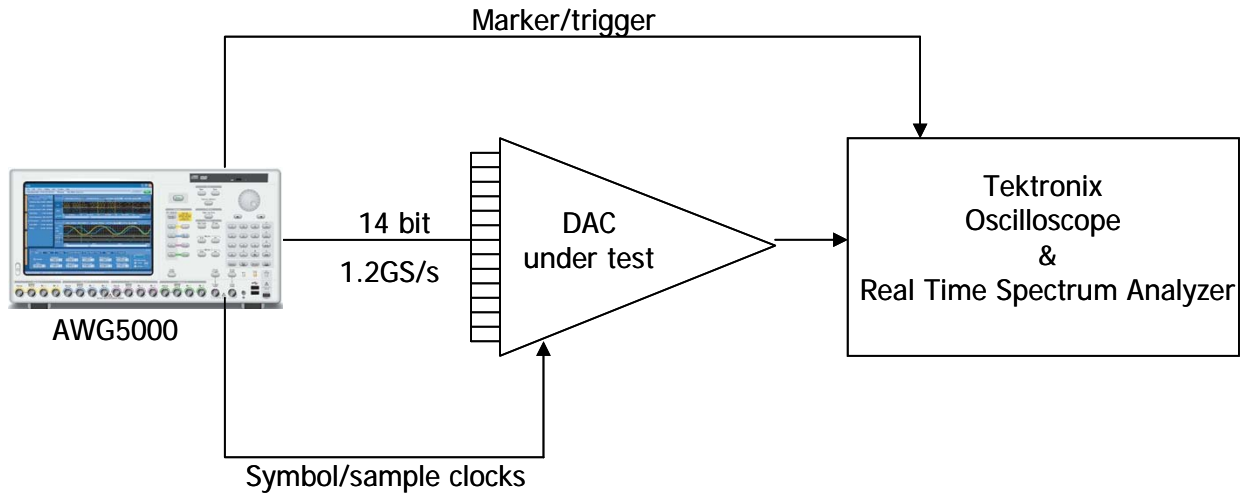 Marker/trigger
14 bit
1.2GS/s
DAC
under test
Tektronix
Oscilloscope
&
Real Time Spectrum Analyzer
AWG5000
Symbol/sample clocks